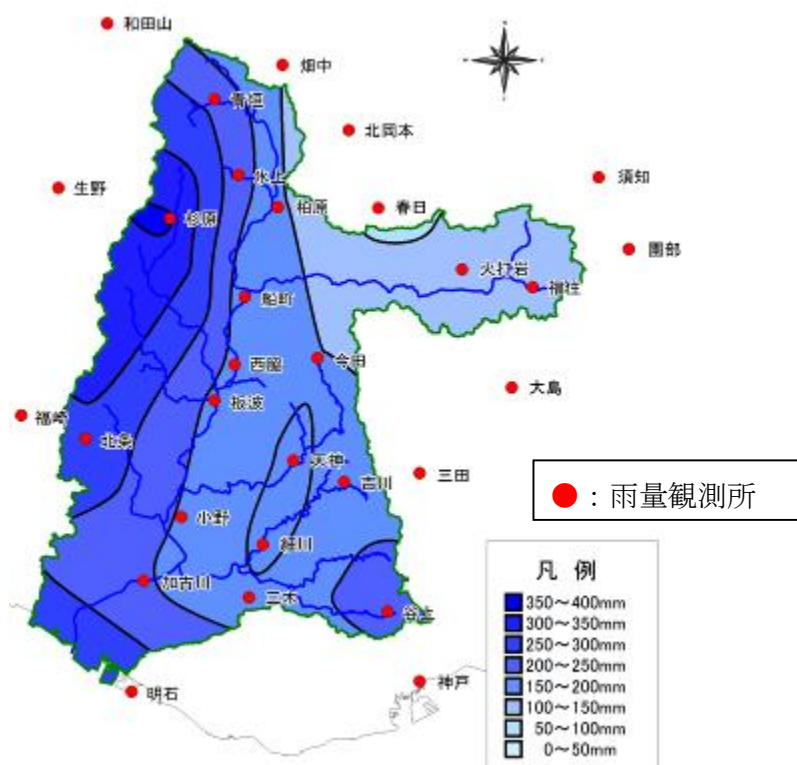 和田山
畑中
青垣
北岡本
氷上
須知
生野
杉原
柏原
春日
園部
火打岩
福住
船町
西脇
今田
大島
板波
福崎
北条
天神
三田
吉川
●：雨量観測所
小野
細川
加古川
三木
谷上
神戸
明石
凡 例
350～400mm
300～350mm
250～300mm
200～250mm
150～200mm
100～150mm
50～100mm
0～50mm